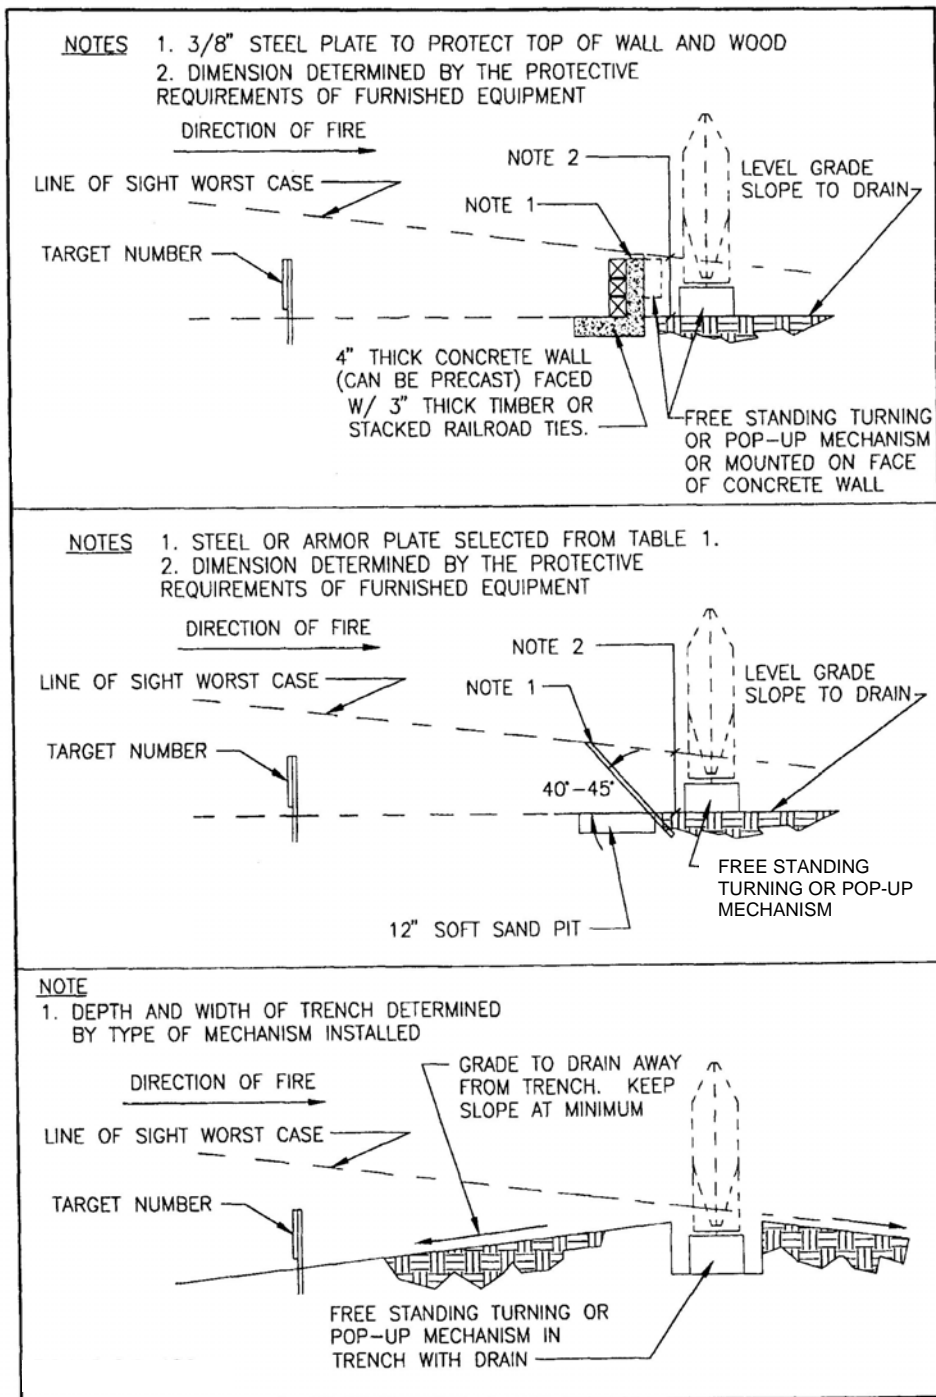 NOTES 1. 3/8" STEEL PLATE TO PROTECT TOP OF WALL AND WOOD
2. DIMENSION DETERMINED BY THE PROTECTIVE
REQUIREMENTS OF FURNISHED EQUIPMENT
DIRECTION OF FIRE
NOTE 2
LEVEL GRADE
SLOPE TO DRAIN
LINE OF SIGHT WORST CASE
NOTE 1
TARGET NUMBER
4" THICK CONCRETE WALL
(CAN BE PRECAST) FACED
W/ 3" THICK TIMBER OR
STACKED RAILROAD TIES.
FREE STANDING TURNING
OR POP-UP MECHANISM
OR MOUNTED ON FACE
OF CONCRETE WALL
NOTES 1. STEEL OR ARMOR PLATE SELECTED FROM TABLE 1.
2. DIMENSION DETERMINED BY THE PROTECTIVE
REQUIREMENTS OF FURNISHED EQUIPMENT
DIRECTION OF FIRE
NOTE 2
LEVEL GRADE
SLOPE TO DRAIN
LINE OF SIGHT WORST CASE
NOTE 1
TARGET NUMBER
40°-45°
FREE STANDING
TURNING OR POP-UP
MECHANISM
12" SOFT SAND PIT
NOTE
1. DEPTH AND WIDTH OF TRENCH DETERMINED
BY TYPE OF MECHANISM INSTALLED
GRADE TO DRAIN AWAY
FROM TRENCH. KEEP
SLOPE AT MINIMUM
DIRECTION OF FIRE
LINE OF SIGHT WORST CASE
TARGET NUMBER
FREE STANDING TURNING OR
POP-UP MECHANISM IN
TRENCH WITH DRAIN